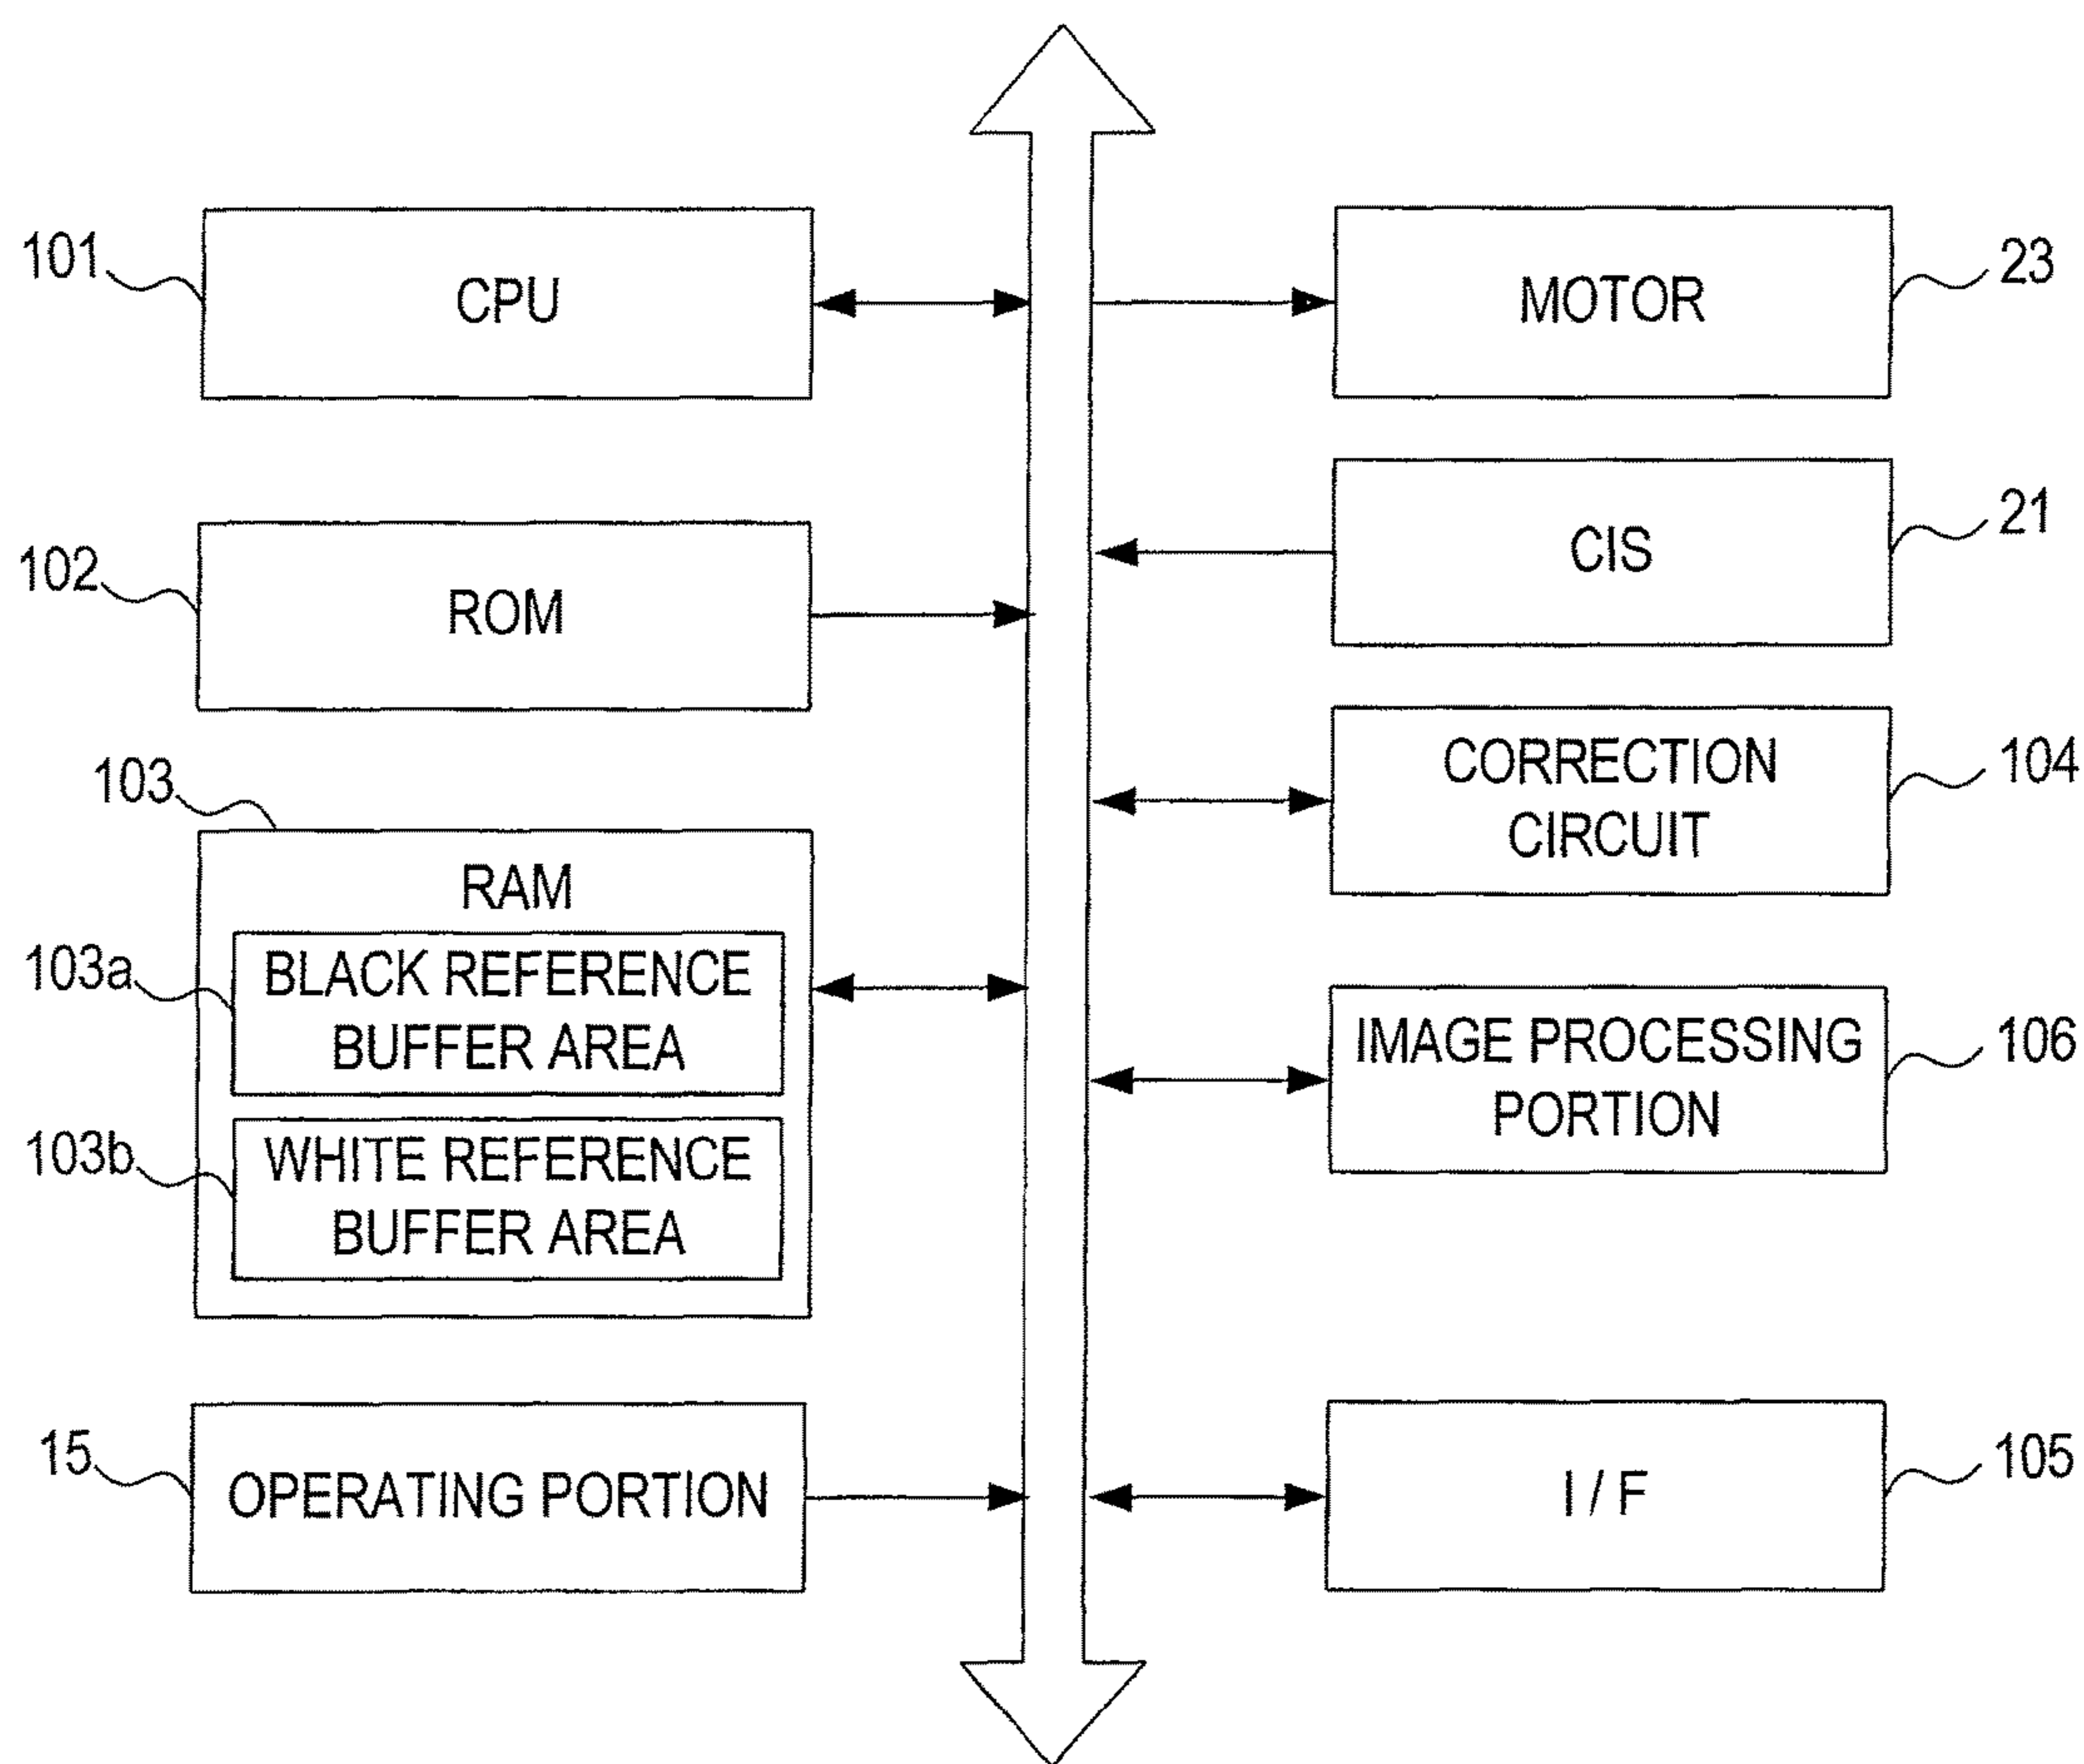 101
CPU
102
ROM
103
RAM
103a
BLACK REFERENCE
BUFFER AREA
103b
WHITE REFERENCE
BUFFER AREA
15
OPERATING PORTION
MOTOR
23
CIS
21
CORRECTION
CIRCUIT
104
IMAGE PROCESSING
PORTION
106
I / F
105